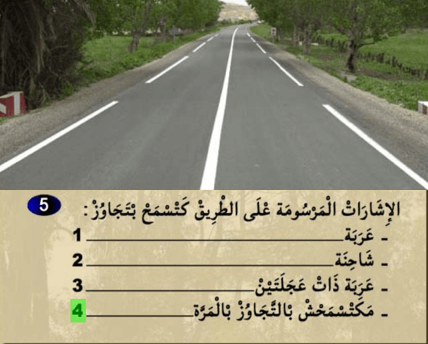 5 الإِشَارَاتْ الْمَرْسُومَة عْلَى الطْرِيقْ كَتْسْمَحْ بْتَجَاوُزْ :
- عَرَبَة 1
- شَاحِنَة 2
- عَرَبَة ذَاتْ عَجَلَتَيْنْ 3
- مَكَتْسْمَحْشْ بْالتَّجَاوُزْ بْالْمَرَّة 4